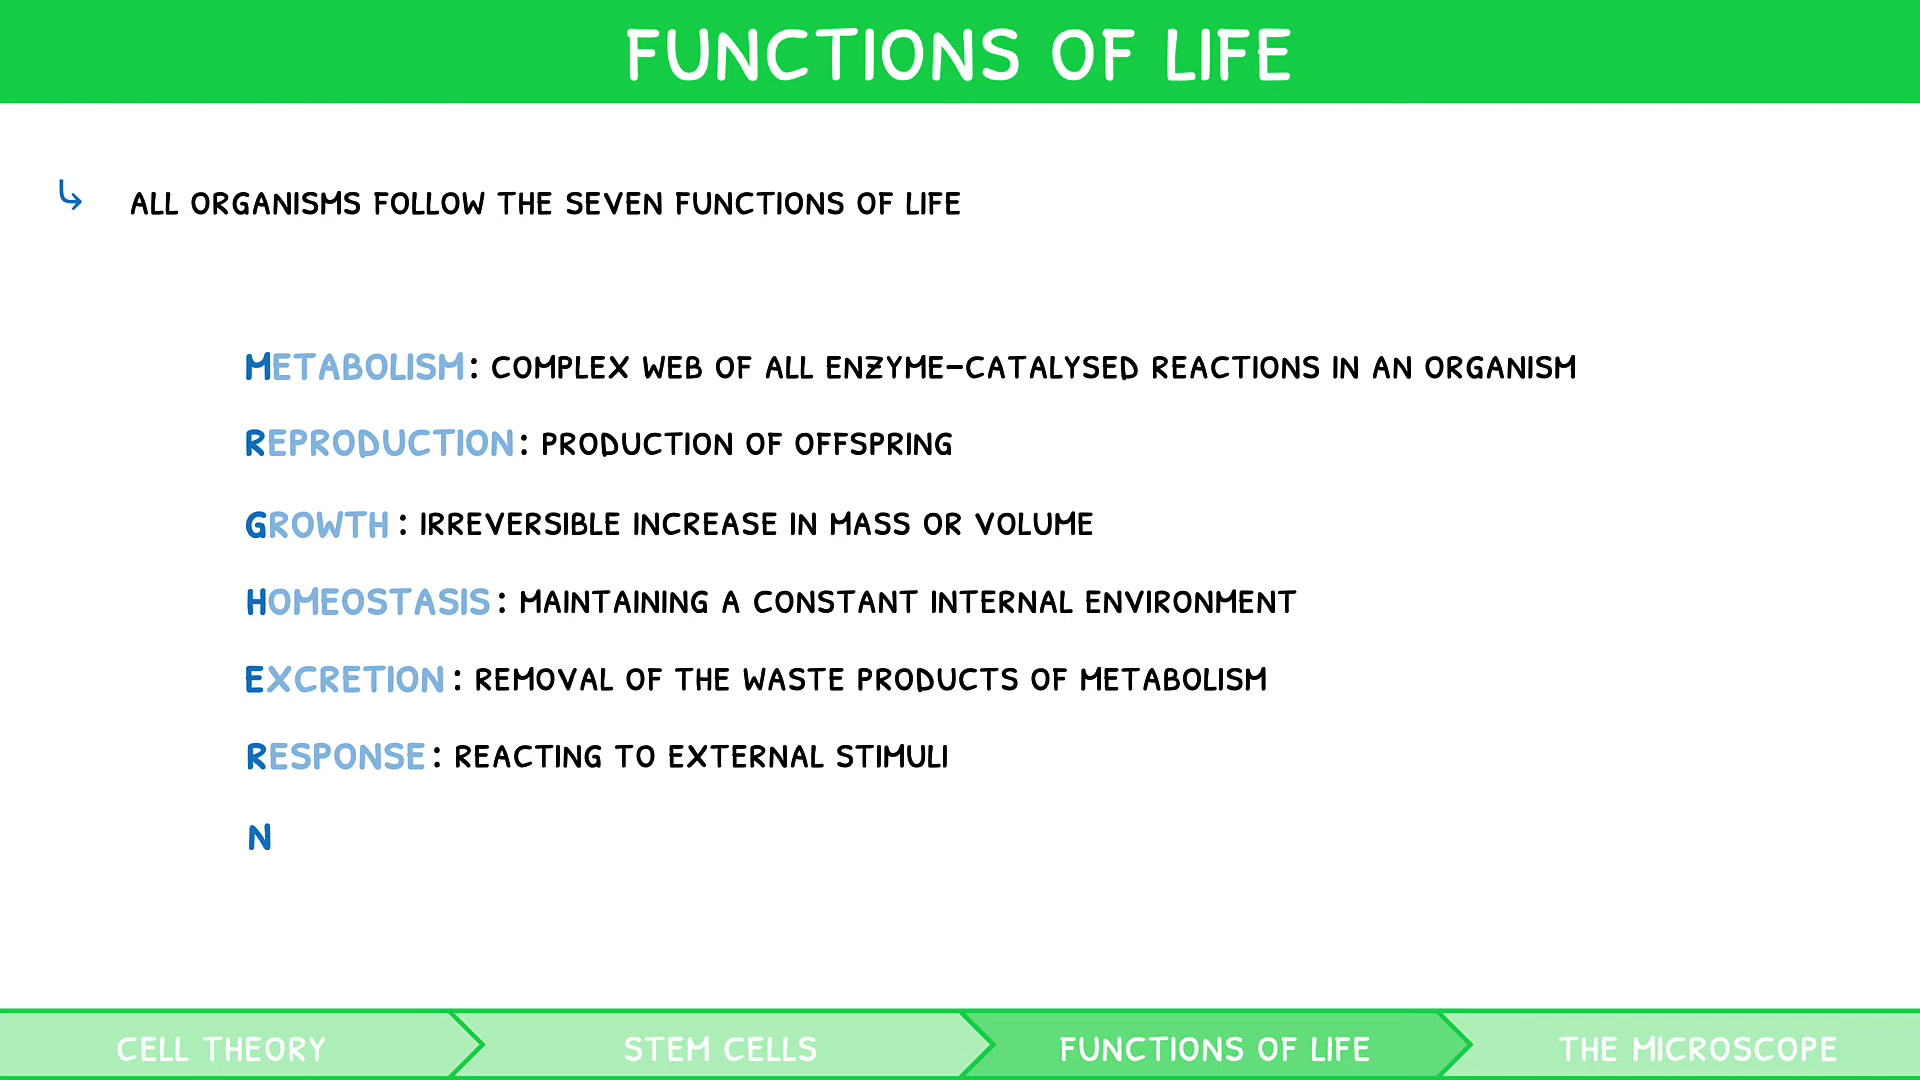 FUNCTIONS OF LIFE
ALL ORGANISMS FOLLOW THE SEVEN FUNCTIONS OF LIFE
METABOLISM: COMPLEX WEB OF ALL ENZYME-CATALYSED REACTIONS IN AN ORGANISM
REPRODUCTION: PRODUCTION OF OFFSPRING
GROWTH: IRREVERSIBLE INCREASE IN MASS OR VOLUME
HOMEOSTASIS: MAINTAINING A CONSTANT INTERNAL ENVIRONMENT
EXCRETION: REMOVAL OF THE WASTE PRODUCTS OF METABOLISM
RESPONSE: REACTING TO EXTERNAL STIMULI
N
CELL THEORY STEM CELLS FUNCTIONS OF LIFE THE MICROSCOPE